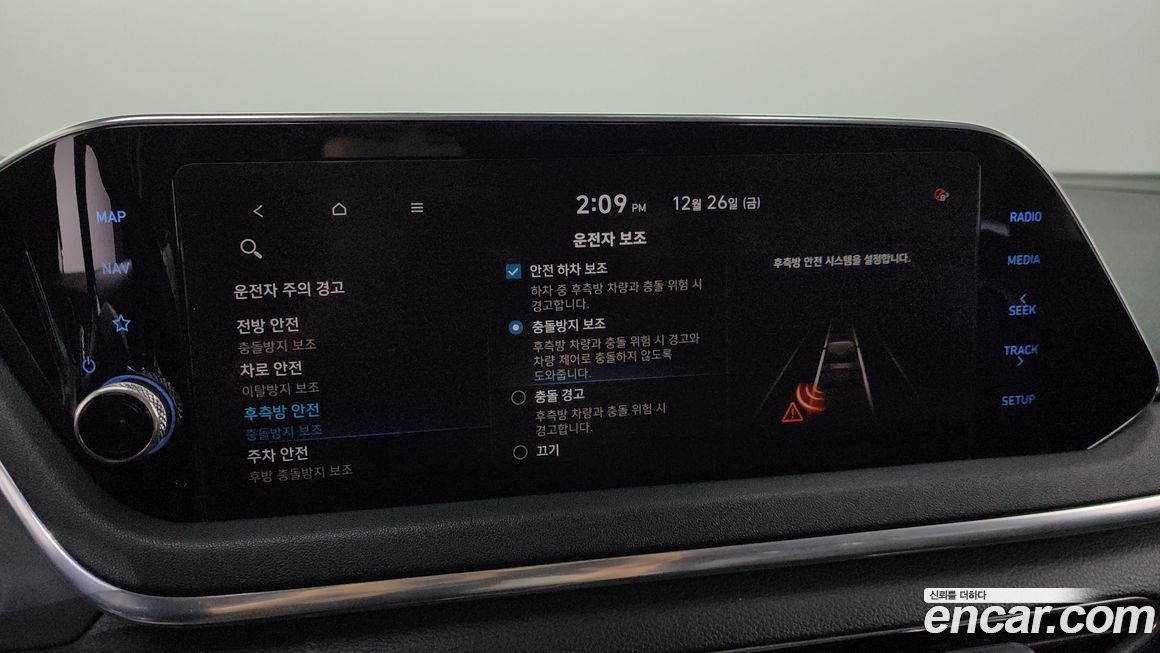 MAP
NAV
2:09 PM 12월 26일 (금)
운전자 보조
운전자 주의 경고
전방 안전
충돌방지 보조
차로 안전
이탈방지 보조
후측방 안전
충돌방지 보조
주차 안전
후방 충돌방지 보조
안전 하차 보조
하차 중 후측방 차량과 충돌 위험 시
경고합니다.
충돌방지 보조
후측방 차량과 충돌 위험 시 경고와
차량 제어로 충돌하지 않도록
도와줍니다.
충돌 경고
후측방 차량과 충돌 위험 시
경고합니다.
끄기
후측방 안전 시스템을 설정합니다.
RADIO
MEDIA
SEEK
TRACK
SETUP
신뢰를 더하다
encar.com